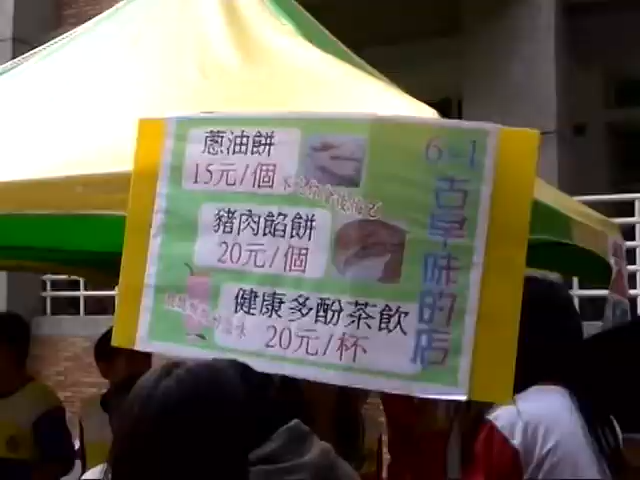 6-1
古早味的店
蔥油餅
15元/個
豬肉餡餅
20元/個
健康多酚茶飲
20元/杯